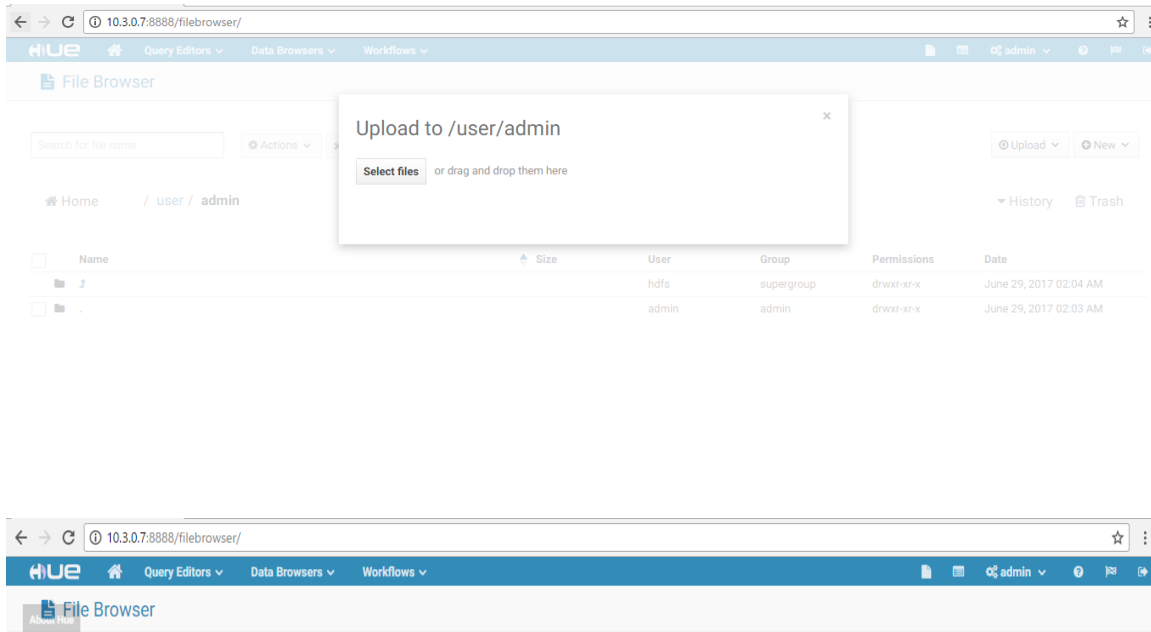 10.3.0.7:8888/filebrowser/
HUE Query Editors Data Browsers Workflows admin
File Browser
Upload to /user/admin ×
Select files or drag and drop them here
Search for file name Actions Upload New
Home / user / admin History Trash
Name Size User Group Permissions Date
hdfs supergroup drwxr-xr-x June 29, 2017 02:04 AM
. admin admin drwxr-xr-x June 29, 2017 02:03 AM
10.3.0.7:8888/filebrowser/
HUE Query Editors Data Browsers Workflows admin
File Browser
About Hue